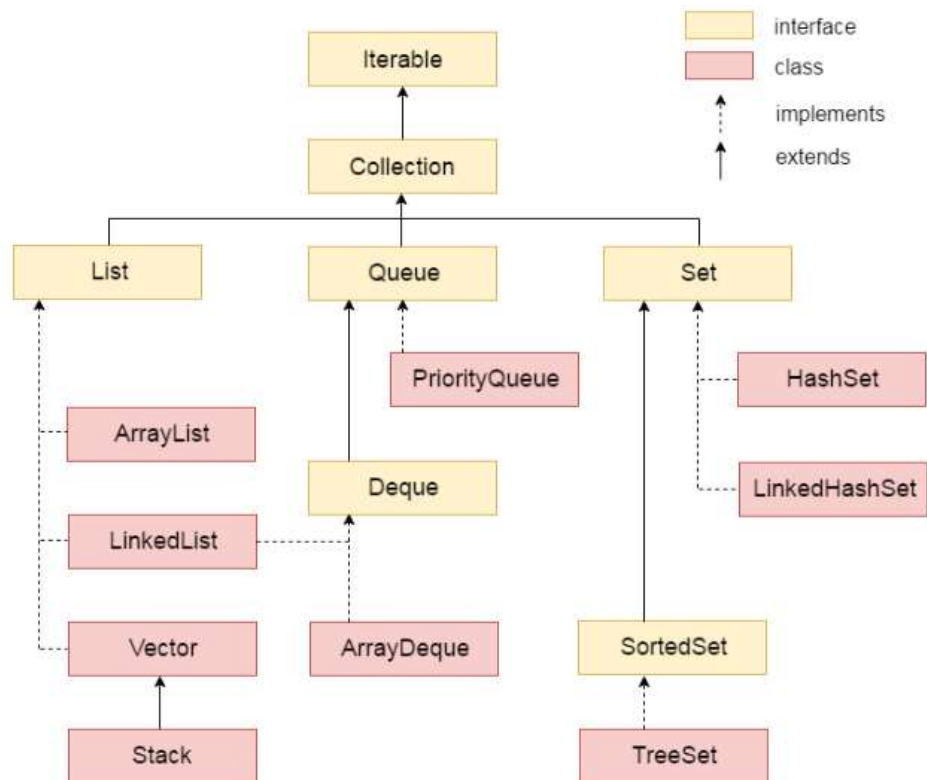 interface
Iterable
class
implements
Collection
extends
List
Queue
Set
PriorityQueue
HashSet
ArrayList
Deque
LinkedHashSet
LinkedList
Vector
ArrayDeque
SortedSet
Stack
TreeSet